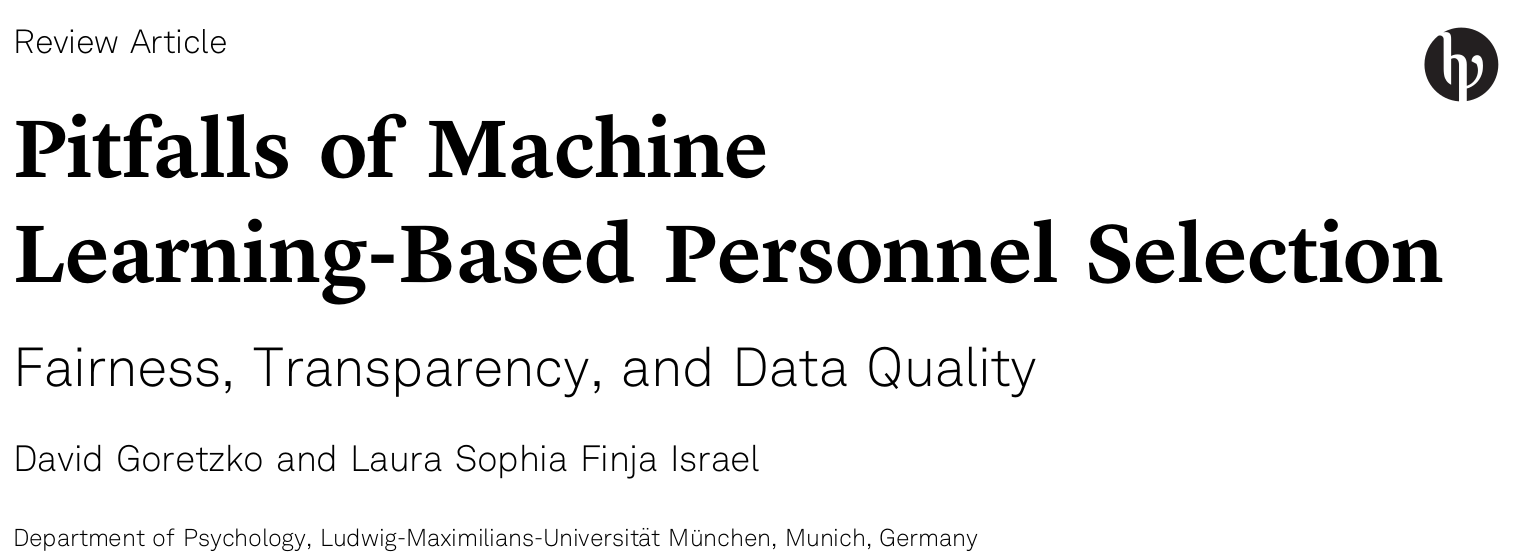 Review Article
hp
Pitfalls of Machine
Learning-Based Personnel Selection
Fairness, Transparency, and Data Quality
David Goretzko and Laura Sophia Finja Israel
Department of Psychology, Ludwig-Maximilians-Universität München, Munich, Germany